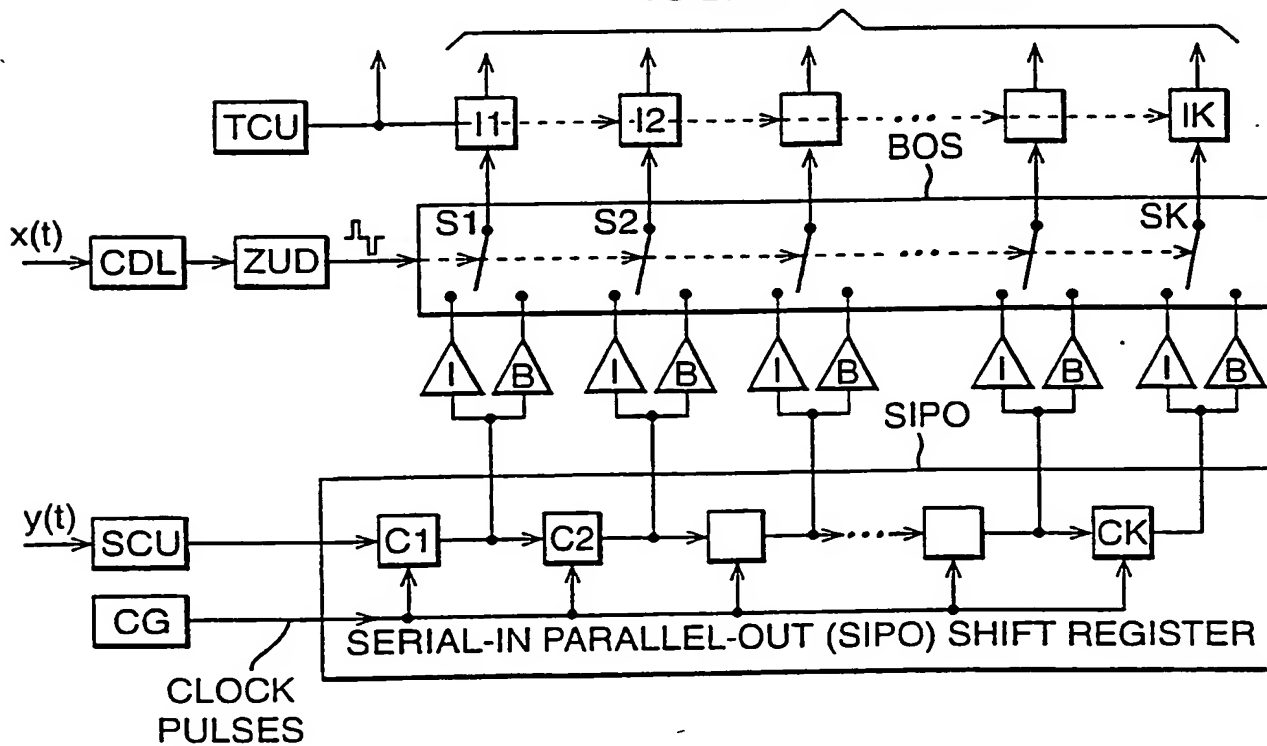 TCU I1 I2 ... IK
BOS
x(t) CDL ZUD S1 S2 ... SK
I B I B I B I B I B
SIPO
y(t) SCU C1 C2 ... CK
CG
SERIAL-IN PARALLEL-OUT (SIPO) SHIFT REGISTER
CLOCK
PULSES